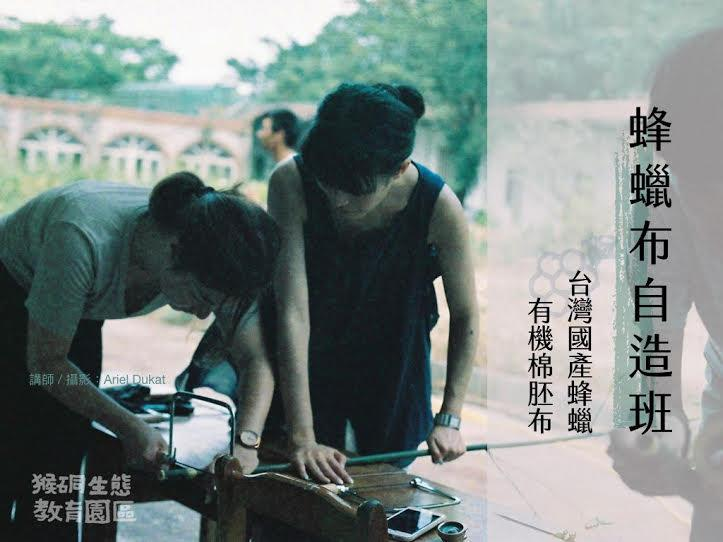 蜂蠟布自造班
台灣國產蜂蠟
有機棉胚布
講師 / 攝影：Ariel Dukat
猴硐生態
教育園區